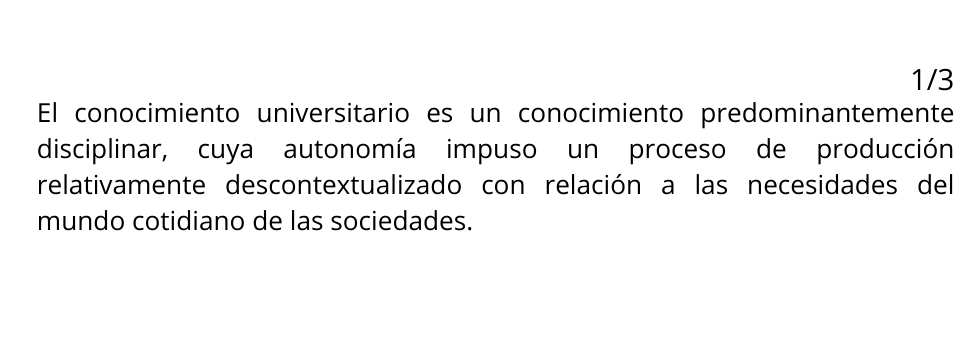 1/3
El conocimiento universitario es un conocimiento predominantemente
disciplinar, cuya autonomía impuso un proceso de producción
relativamente descontextualizado con relación a las necesidades del
mundo cotidiano de las sociedades.